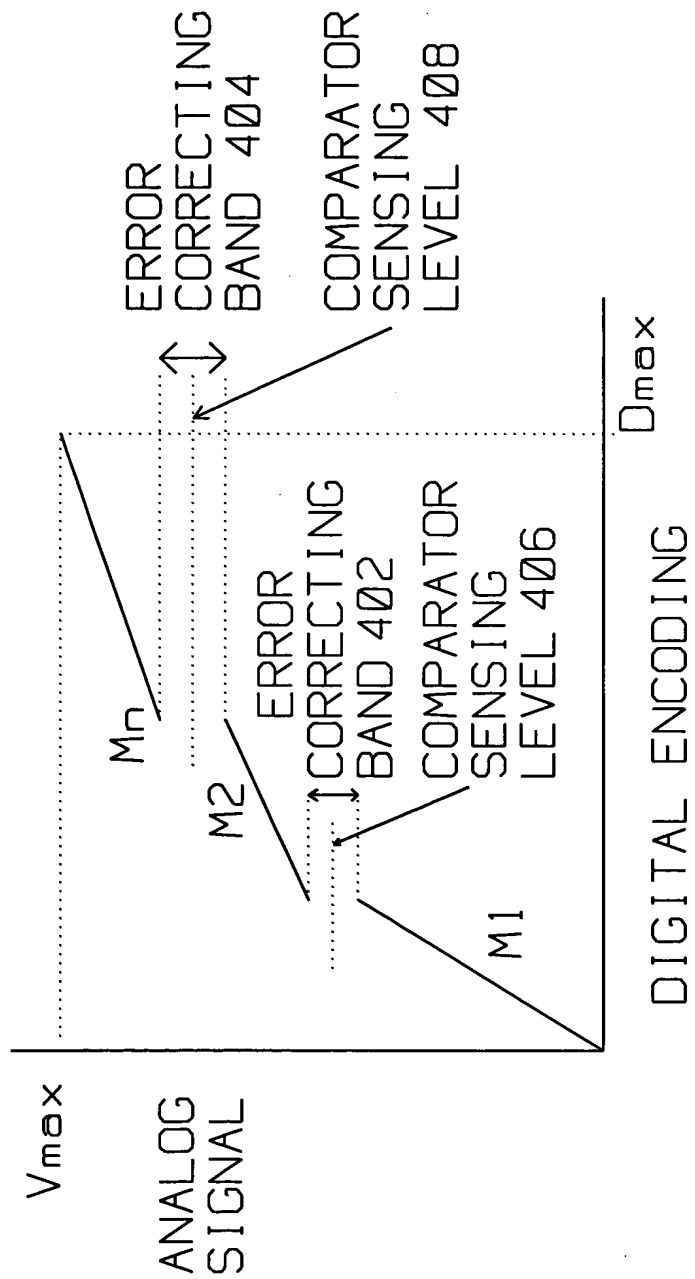 Vmax
ANALOG
SIGNAL
Mn
M2
M1
ERROR
CORRECTING
BAND 404
COMPARATOR
SENSING
LEVEL 408
ERROR
CORRECTING
BAND 402
COMPARATOR
SENSING
LEVEL 406
Dmax
DIGITAL ENCODING